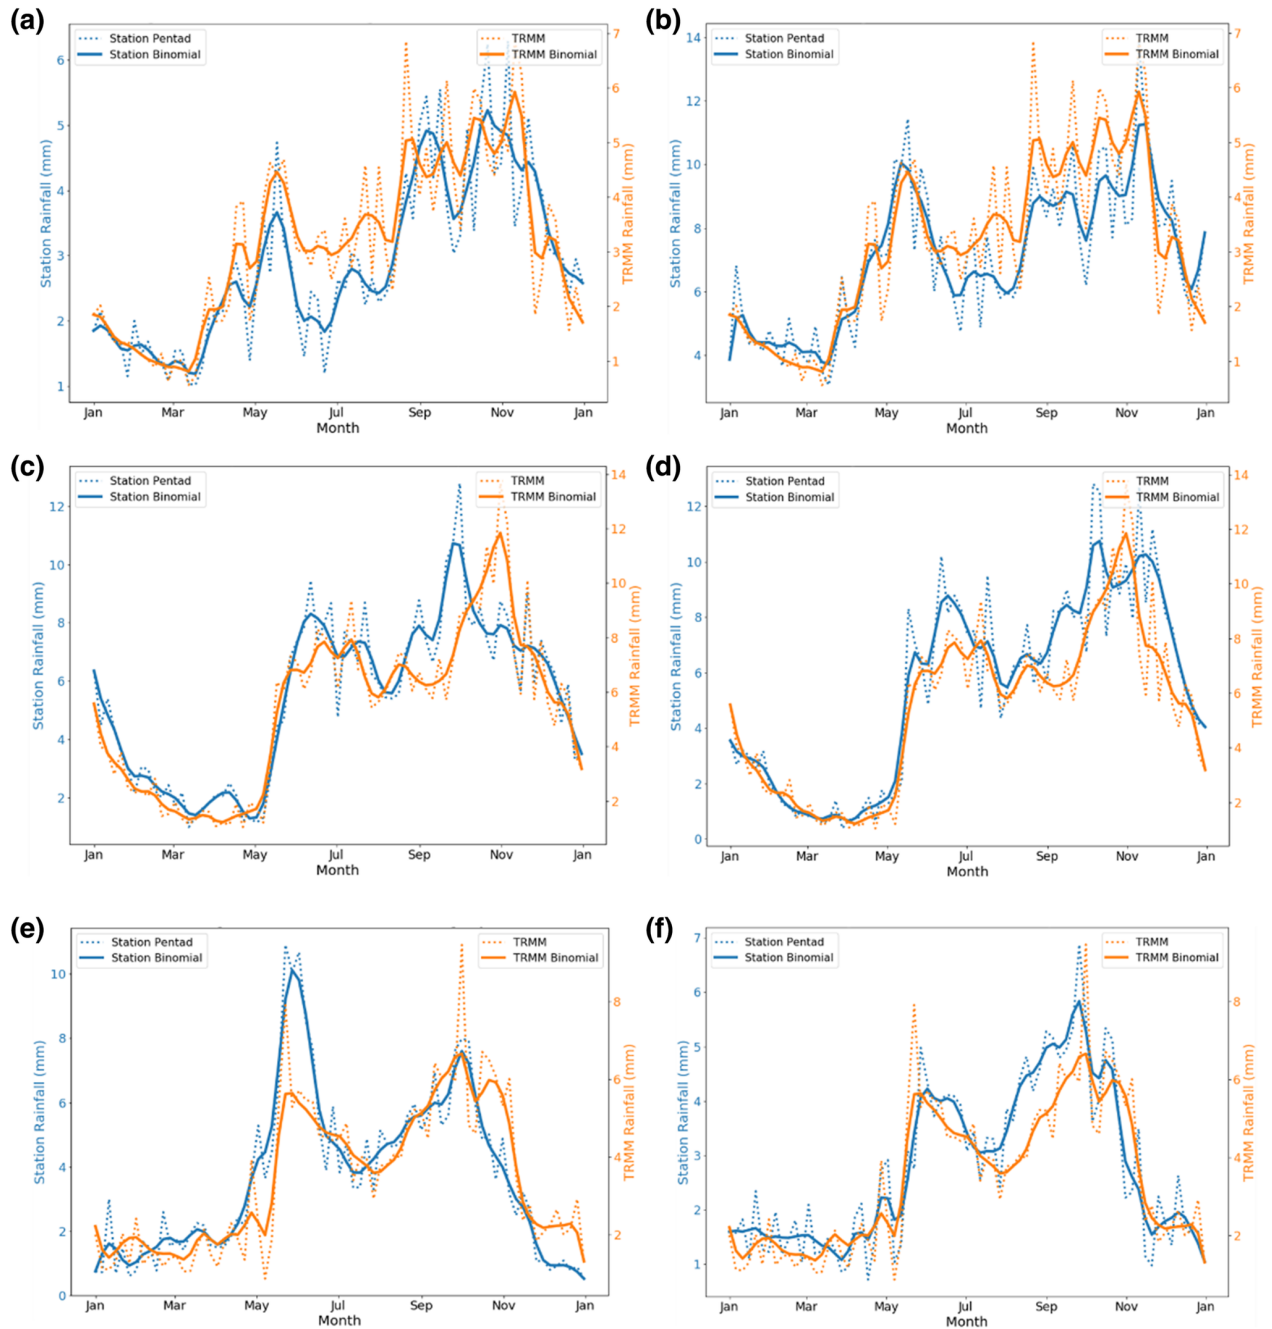 (a)
Station Pentad
Station Binomial
TRMM
TRMM Binomial
Station Rainfall (mm)
6
5
4
3
2
1
TRMM Rainfall (mm)
7
6
5
4
3
2
1
Jan Mar May Jul Sep Nov Jan
Month
(b)
Station Pentad
Station Binomial
TRMM
TRMM Binomial
Station Rainfall (mm)
14
12
10
8
6
4
TRMM Rainfall (mm)
7
6
5
4
3
2
1
Jan Mar May Jul Sep Nov Jan
Month
(c)
Station Pentad
Station Binomial
TRMM
TRMM Binomial
Station Rainfall (mm)
12
10
8
6
4
2
TRMM Rainfall (mm)
14
12
10
8
6
4
2
Jan Mar May Jul Sep Nov Jan
Month
(d)
Station Pentad
Station Binomial
TRMM
TRMM Binomial
Station Rainfall (mm)
12
10
8
6
4
2
0
TRMM Rainfall (mm)
14
12
10
8
6
4
2
Jan Mar May Jul Sep Nov Jan
Month
(e)
Station Pentad
Station Binomial
TRMM
TRMM Binomial
Station Rainfall (mm)
10
8
6
4
2
0
TRMM Rainfall (mm)
8
6
4
2
Jan Mar May Jul Sep Nov Jan
Month
(f)
Station Pentad
Station Binomial
TRMM
TRMM Binomial
Station Rainfall (mm)
7
6
5
4
3
2
1
TRMM Rainfall (mm)
8
6
4
2
Jan Mar May Jul Sep Nov Jan
Month